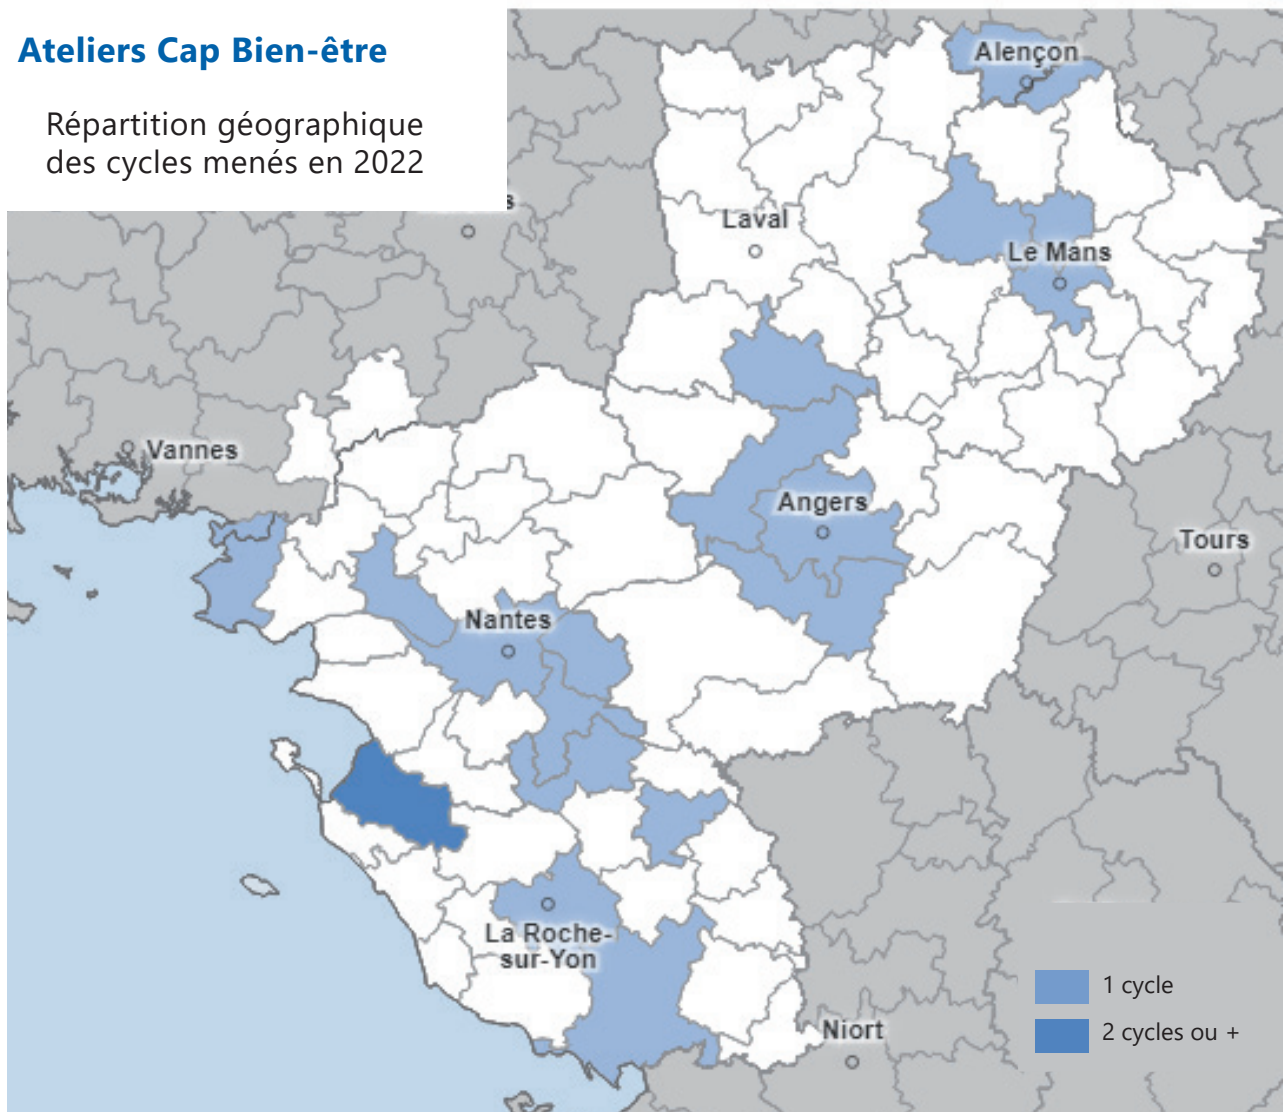 Ateliers Cap Bien-être
Répartition géographique
des cycles menés en 2022
Alençon
Laval
Le Mans
Vannes
Angers
Tours
Nantes
La Roche-
sur-Yon
1 cycle
2 cycles ou +
Niort